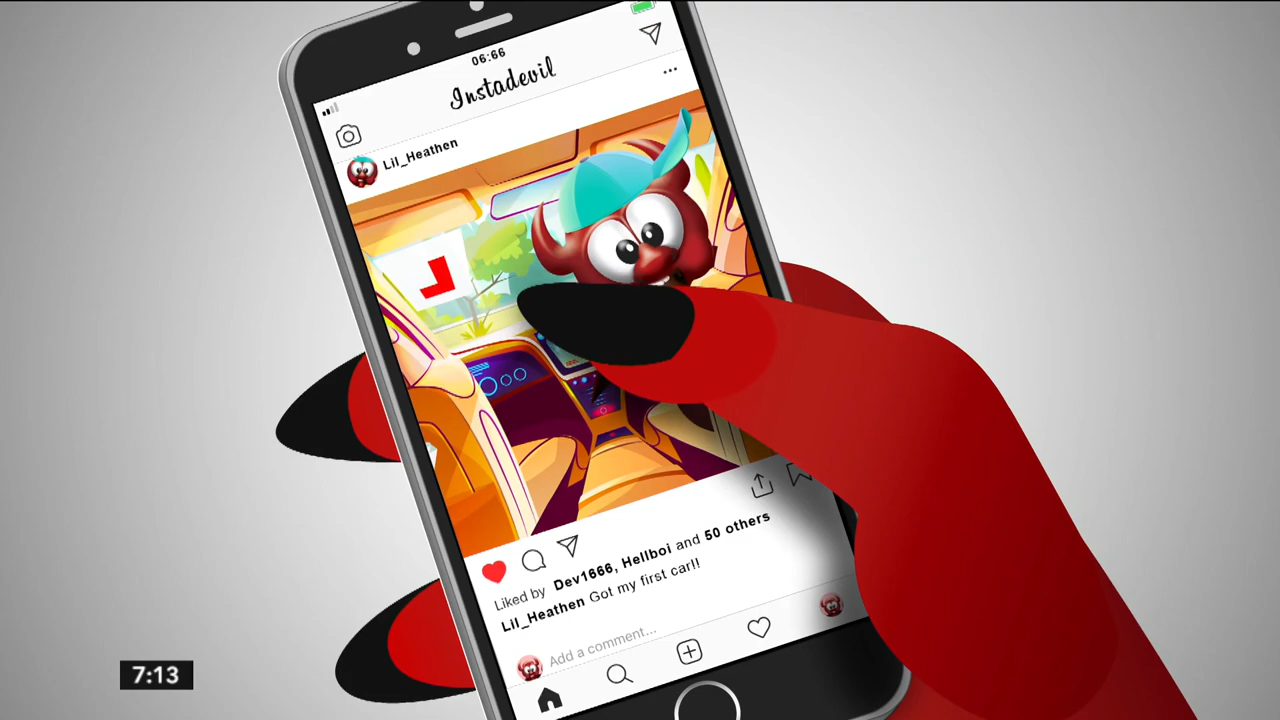 06:66
Instadevil
Lil_Heathen
L
Liked by Dev1666, Hellboi and 50 others
Lil_Heathen Got my first car!!
Add a comment...
7:13